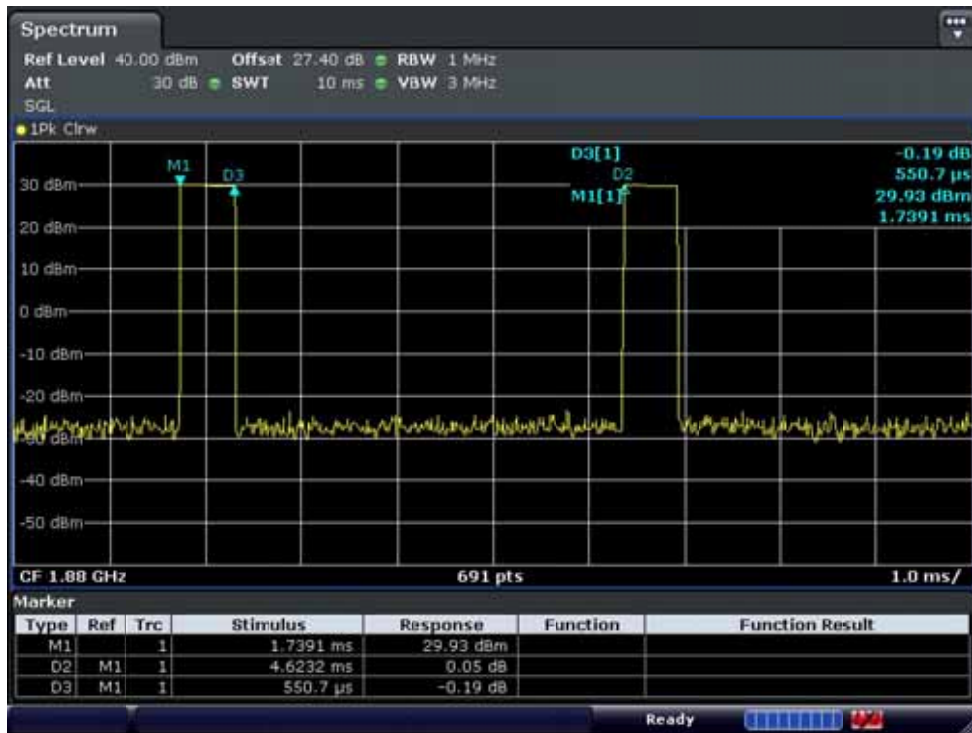 Spectrum
Ref Level 40.00 dBm Offset 27.40 dB RBW 1 MHz
Att 30 dB SWT 10 ms VBW 3 MHz
SGL
1Pk Clrw
D3[1] -0.19 dB
550.7 µs
M1[1] 29.93 dBm
1.7391 ms
M1
D3
D2
30 dBm
20 dBm
10 dBm
0 dBm
-10 dBm
-20 dBm
-30 dBm
-40 dBm
-50 dBm
CF 1.88 GHz 691 pts 1.0 ms/
Marker
Type Ref Trc Stimulus Response Function Function Result
M1 1 1.7391 ms 29.93 dBm
D2 M1 1 4.6232 ms 0.05 dB
D3 M1 1 550.7 µs -0.19 dB
Ready